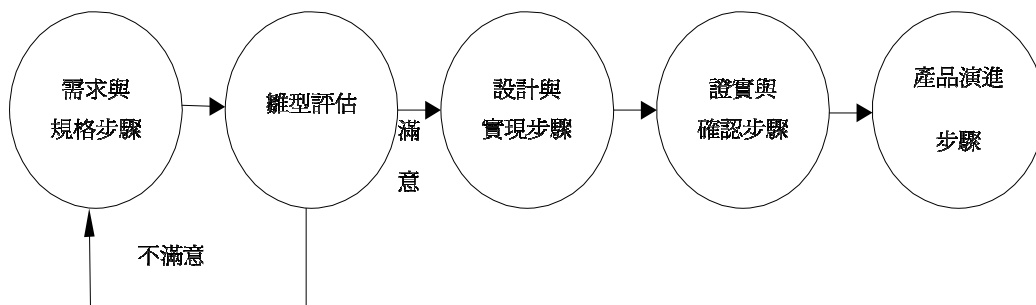 需求與
規格步驟
雛型評估
滿
意
設計與
實現步驟
證實與
確認步驟
產品演進
步驟
不滿意